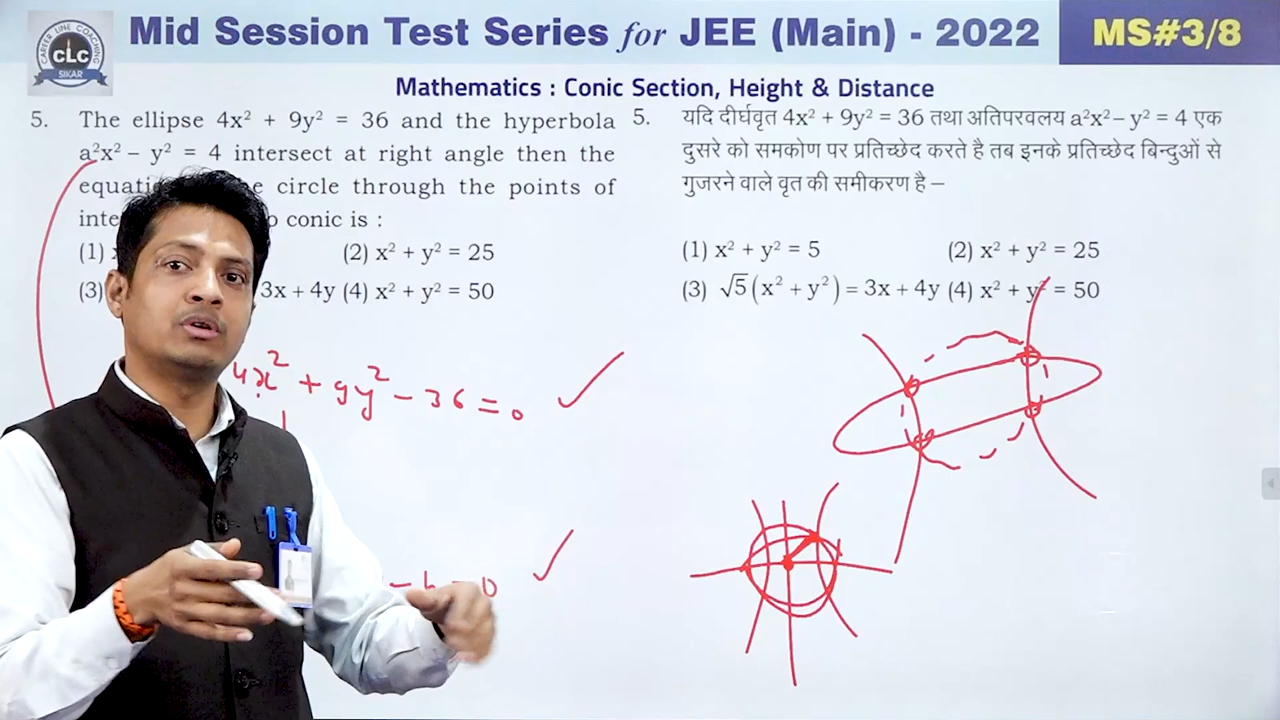 CAREER LINE COACHING
CLC
SIKAR
Mid Session Test Series for JEE (Main) - 2022
MS#3/8
Mathematics : Conic Section, Height & Distance
5. The ellipse 4x² + 9y² = 36 and the hyperbola
a²x² – y² = 4 intersect at right angle then the
circle through the points of
conic is :
(1)
(2) x² + y² = 25
(3) 3x + 4y (4) x² + y² = 50
5. यदि दीर्घवृत 4x² + 9y² = 36 तथा अतिपरवलय a²x² – y² = 4 एक
दुसरे को समकोण पर प्रतिच्छेद करते है तब इनके प्रतिच्छेद बिन्दुओं से
गुजरने वाले वृत की समीकरण है –
(1) x² + y² = 5
(2) x² + y² = 25
(3) √5(x² + y²) = 3x + 4y (4) x² + y² = 50
4x² + 9y² – 36 = 0